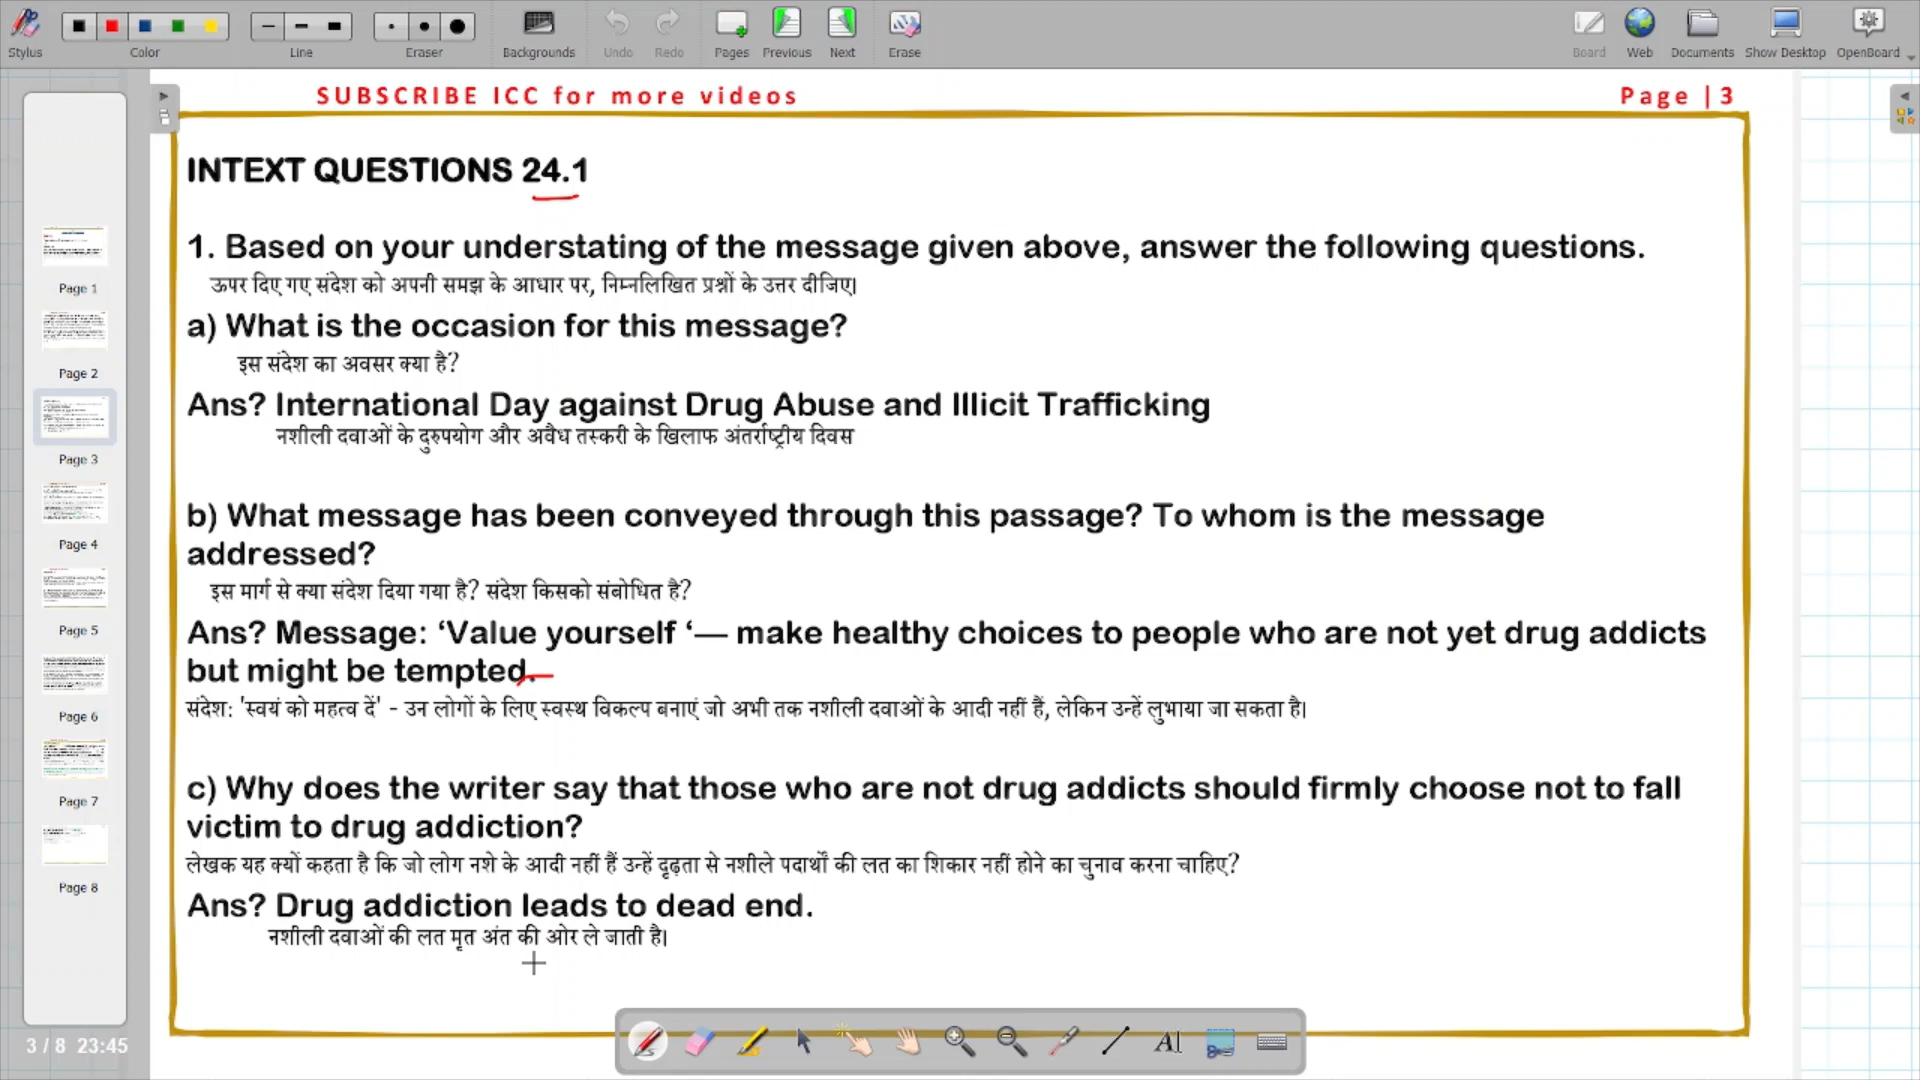 Stylus
Color
Line
Eraser
Backgrounds
Undo
Redo
Pages
Previous
Next
Erase
Board
Web
Documents
Show Desktop
OpenBoard
SUBSCRIBE ICC for more videos
Page | 3
INTEXT QUESTIONS 24.1
1. Based on your understating of the message given above, answer the following questions.
ऊपर दिए गए संदेश को अपनी समझ के आधार पर, निम्नलिखित प्रश्नों के उत्तर दीजिए।
a) What is the occasion for this message?
इस संदेश का अवसर क्या है?
Ans? International Day against Drug Abuse and Illicit Trafficking
नशीली दवाओं के दुरुपयोग और अवैध तस्करी के खिलाफ अंतर्राष्ट्रीय दिवस
b) What message has been conveyed through this passage? To whom is the message
addressed?
इस मार्ग से क्या संदेश दिया गया है? संदेश किसको संबोधित है?
Ans? Message: ‘Value yourself ‘— make healthy choices to people who are not yet drug addicts
but might be tempted.
संदेश: 'स्वयं को महत्व दें' - उन लोगों के लिए स्वस्थ विकल्प बनाएं जो अभी तक नशीली दवाओं के आदी नहीं हैं, लेकिन उन्हें लुभाया जा सकता है।
c) Why does the writer say that those who are not drug addicts should firmly choose not to fall
victim to drug addiction?
लेखक यह क्यों कहता है कि जो लोग नशे के आदी नहीं हैं उन्हें दृढ़ता से नशीले पदार्थों की लत का शिकार नहीं होने का चुनाव करना चाहिए?
Ans? Drug addiction leads to dead end.
नशीली दवाओं की लत मृत अंत की ओर ले जाती है।
Page 1
Page 2
Page 3
Page 4
Page 5
Page 6
Page 7
Page 8
3 / 8 23:45